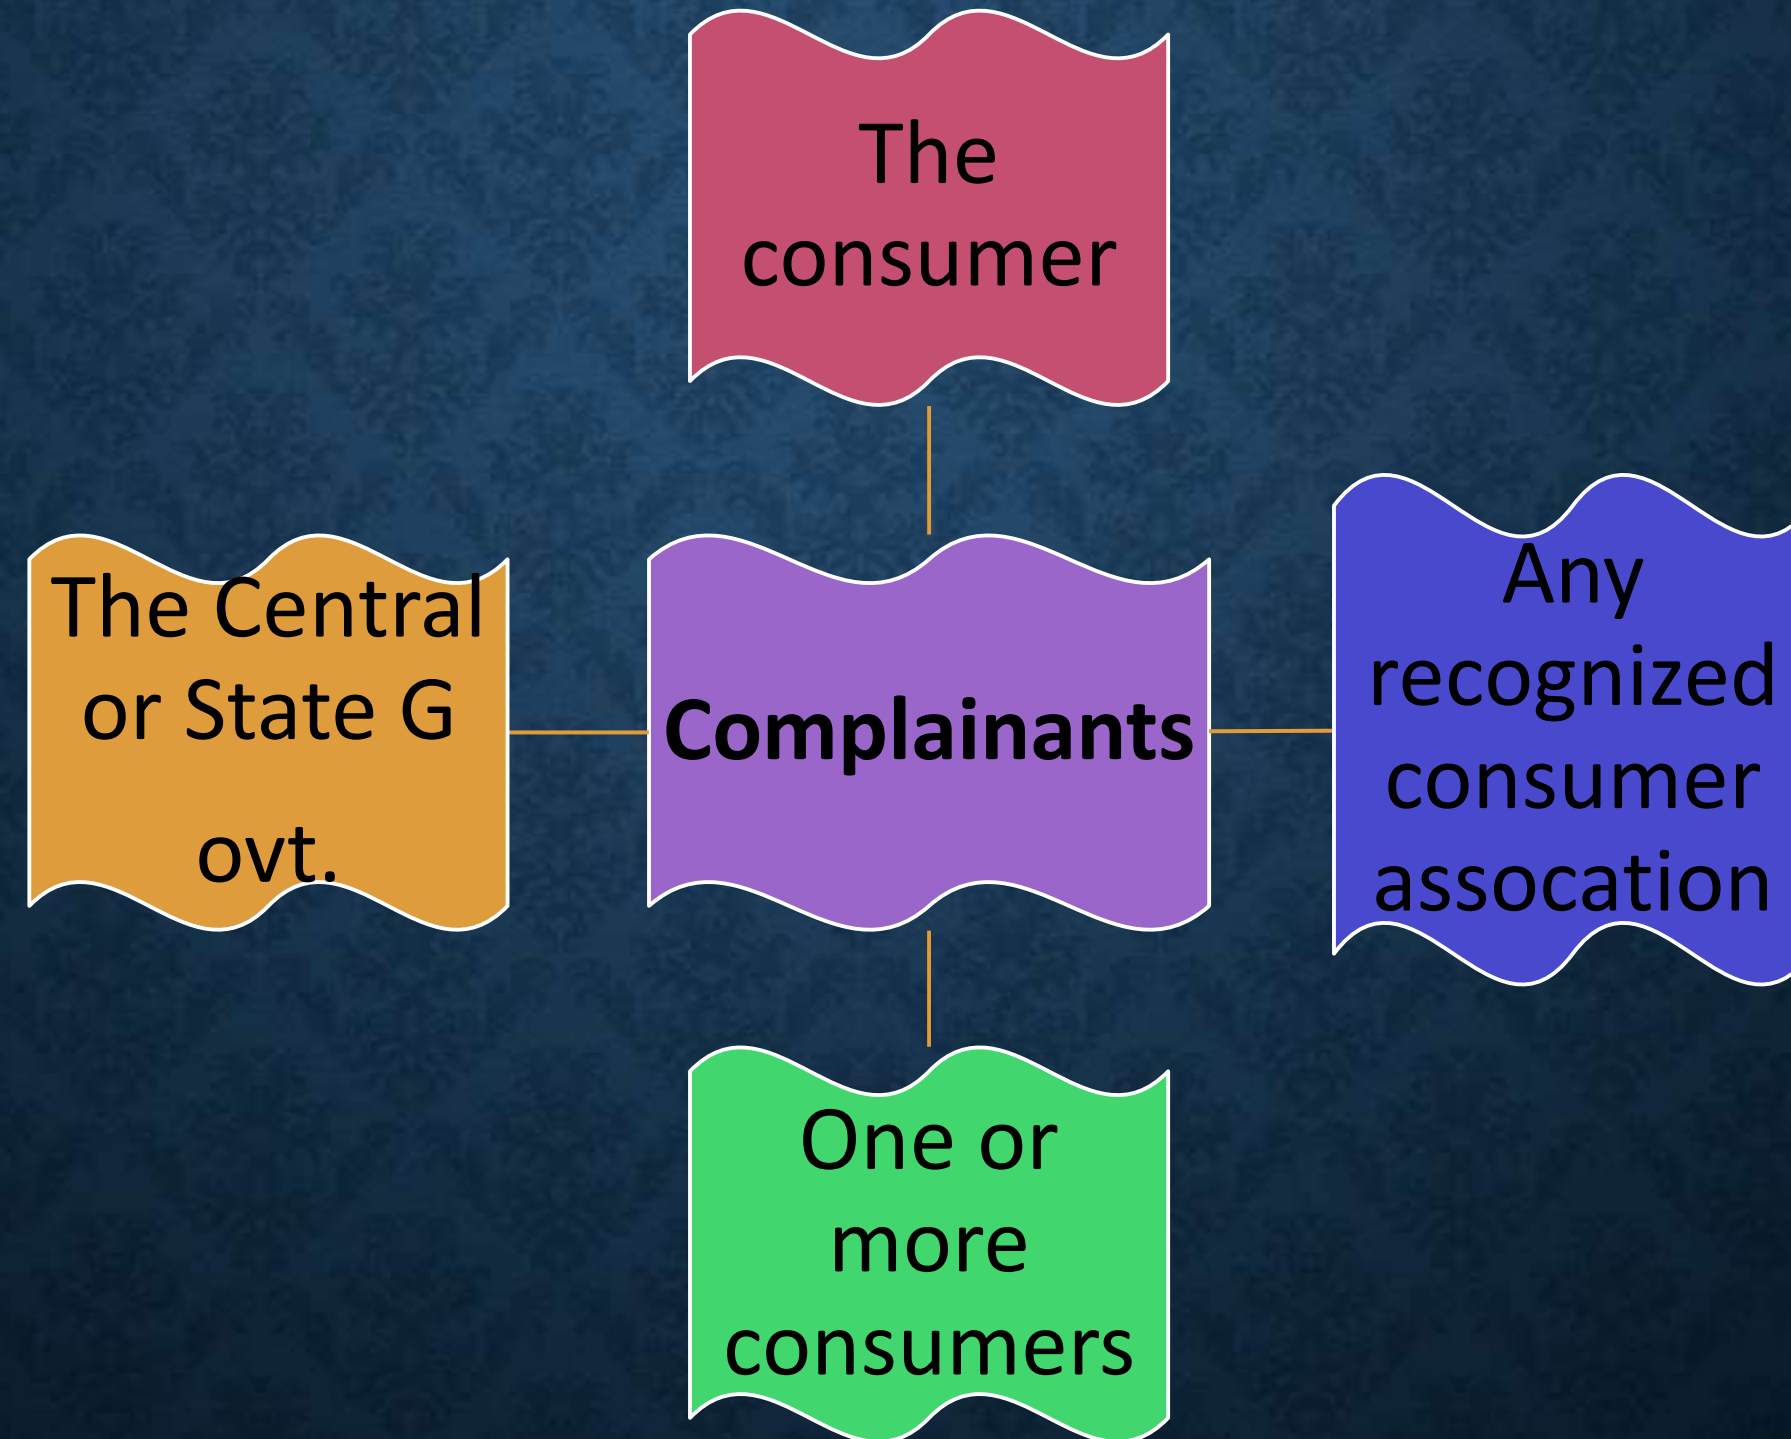 The
consumer
The Central
or State G
ovt.
Complainants
Any
recognized
consumer
assocation
One or
more
consumers